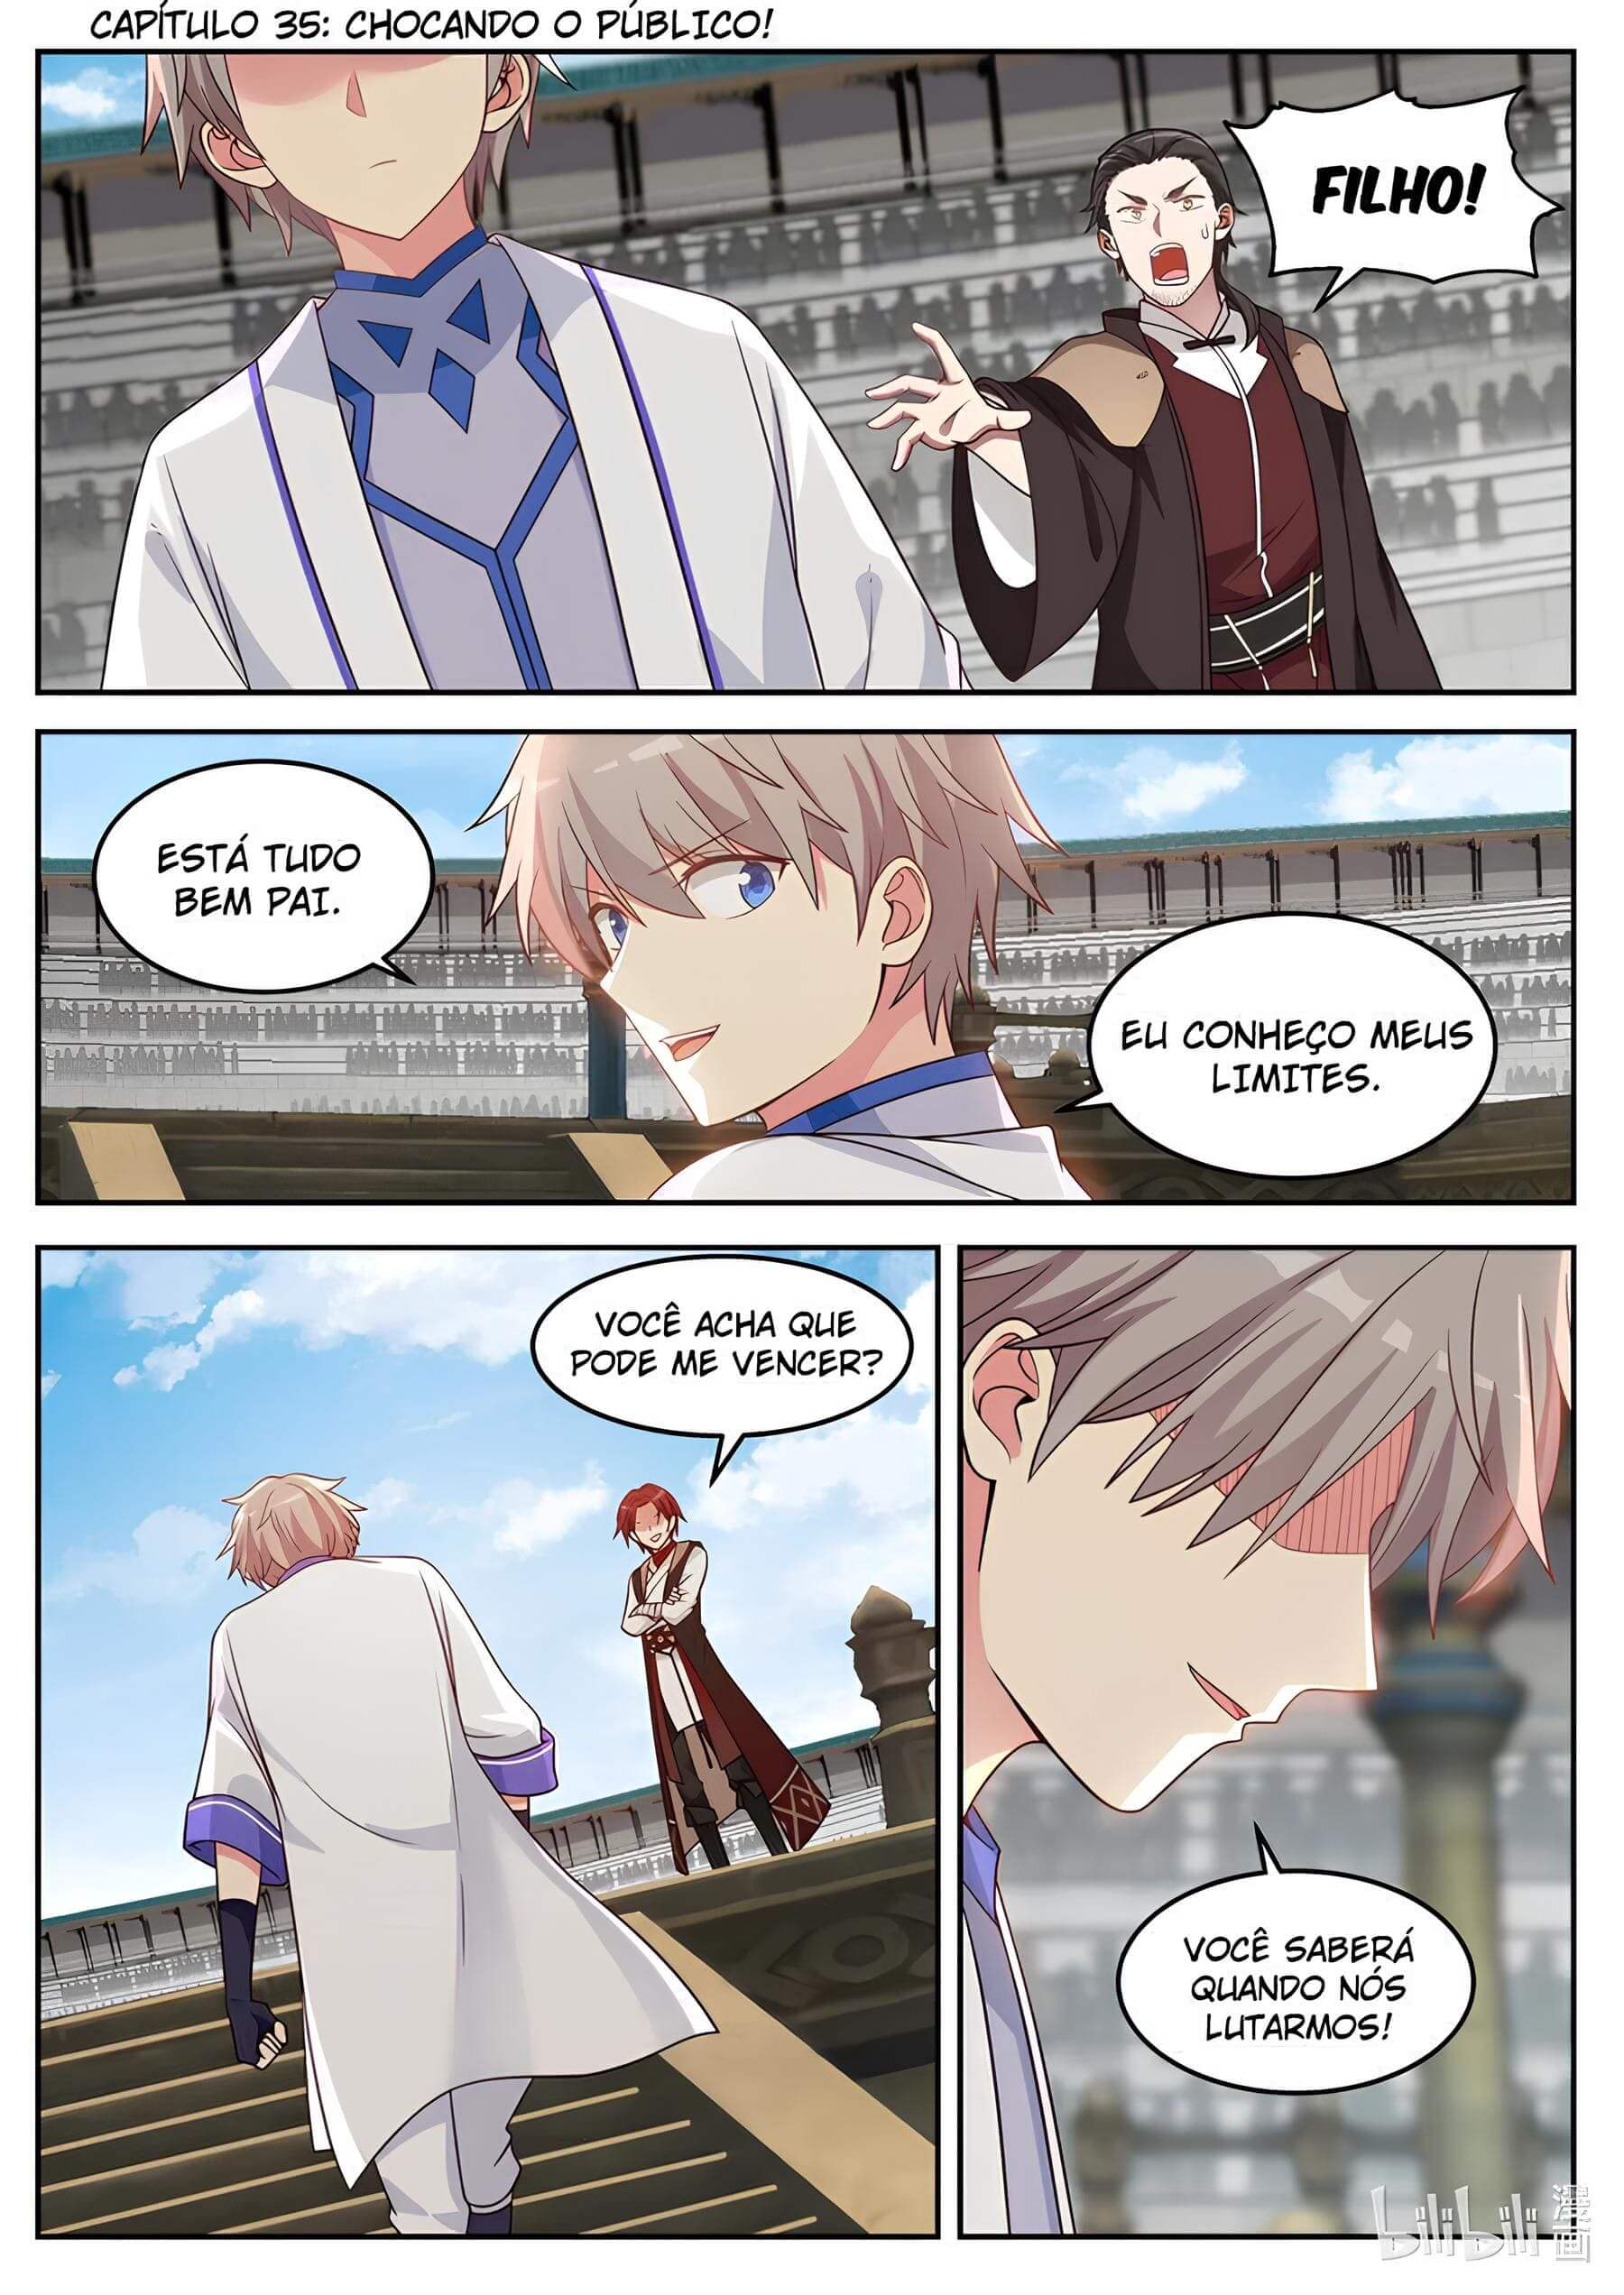 CAPÍTULO 35: CHOCANDO O PÚBLICO!
FILHO!
ESTÁ TUDO
BEM PAI.
EU CONHEÇO MEUS
LIMITES.
VOCÊ ACHA QUE
PODE ME VENCER?
VOCÊ SABERÁ
QUANDO NÓS
LUTARMOS!
bilibili 漫画